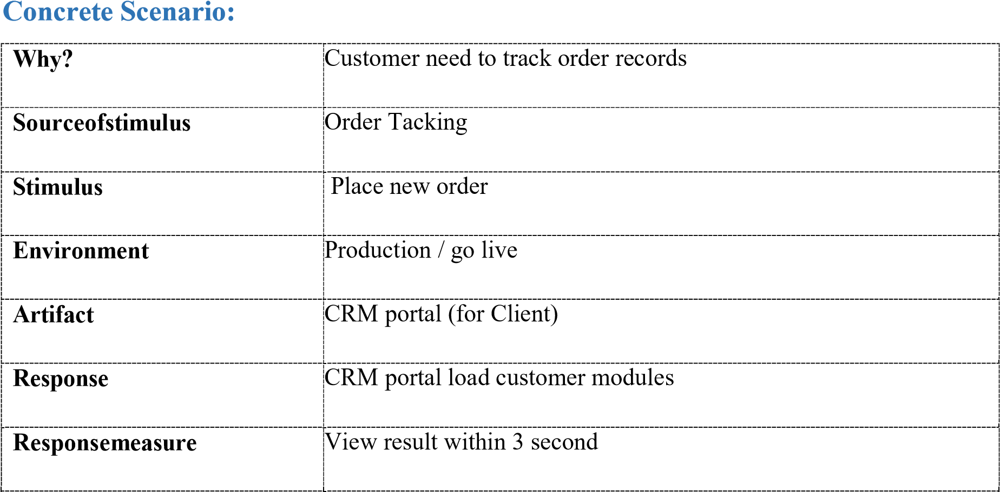 Concrete Scenario:
Why? Customer need to track order records
Sourceofstimulus Order Tacking
Stimulus Place new order
Environment Production / go live
Artifact CRM portal (for Client)
Response CRM portal load customer modules
Responsemeasure View result within 3 second